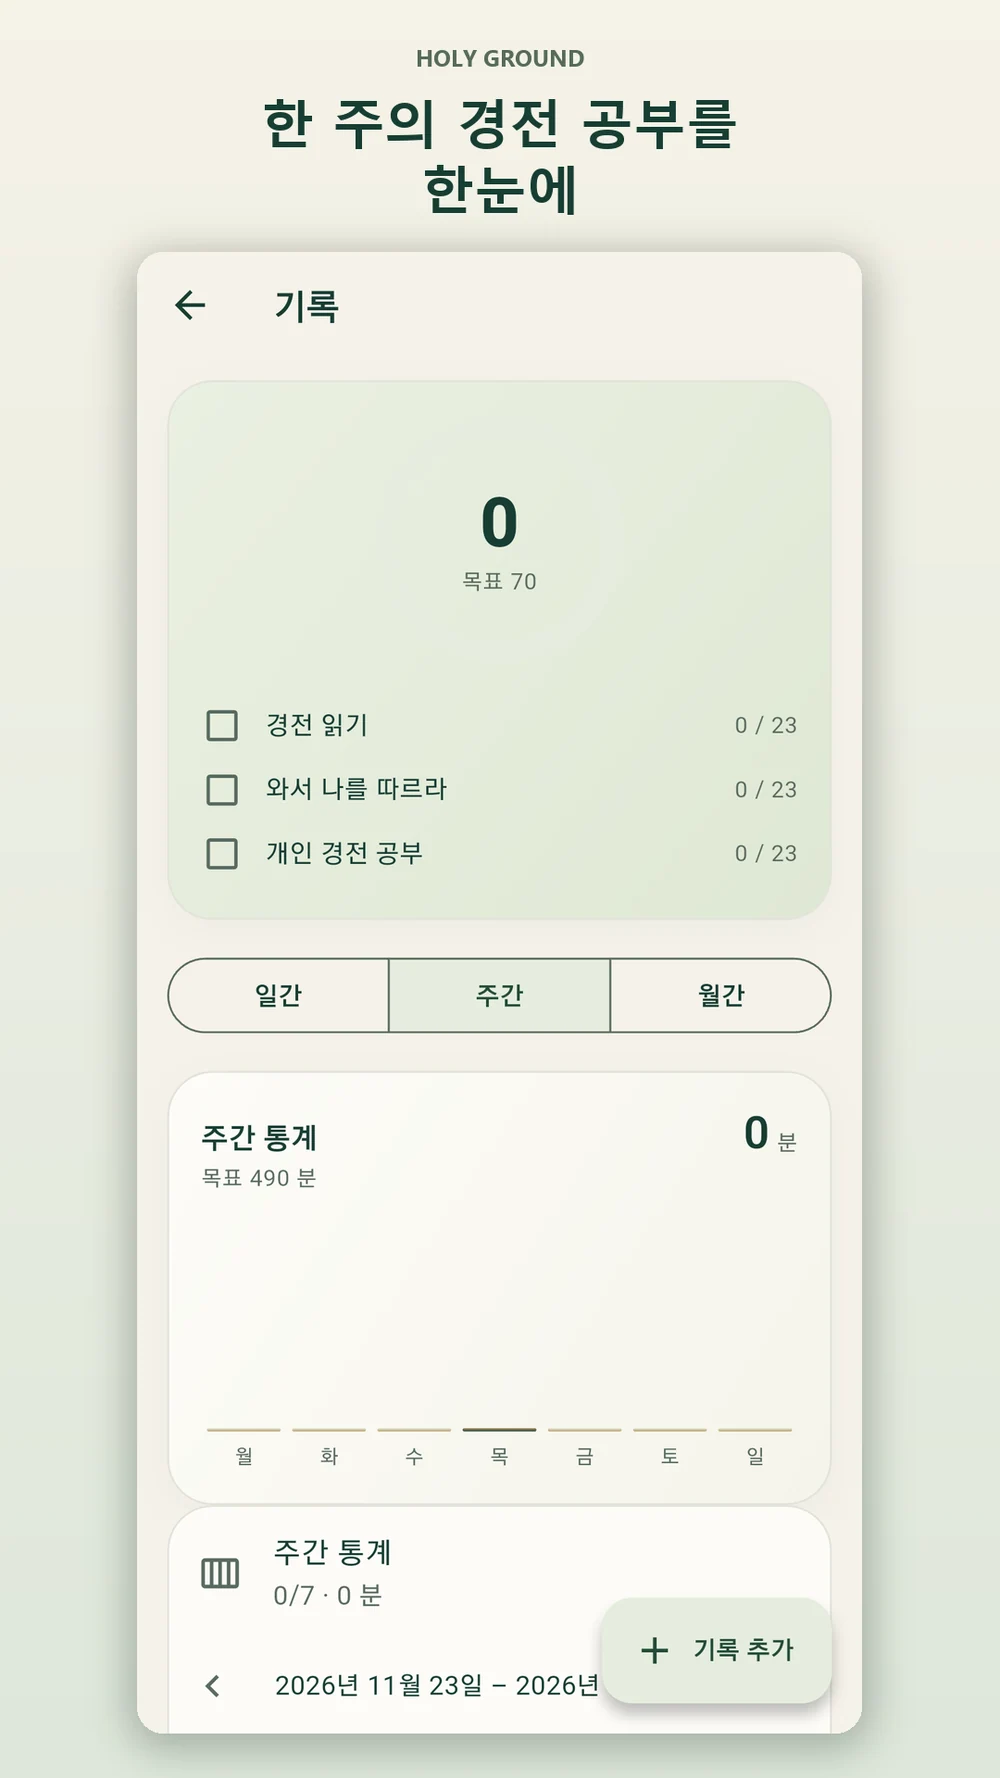 HOLY GROUND
한 주의 경전 공부를
한눈에
기록
0
목표 70
경전 읽기 0 / 23
와서 나를 따르라 0 / 23
개인 경전 공부 0 / 23
일간 주간 월간
주간 통계 0 분
목표 490 분
월 화 수 목 금 토 일
주간 통계
0/7 · 0 분
기록 추가
2026년 11월 23일 – 2026년